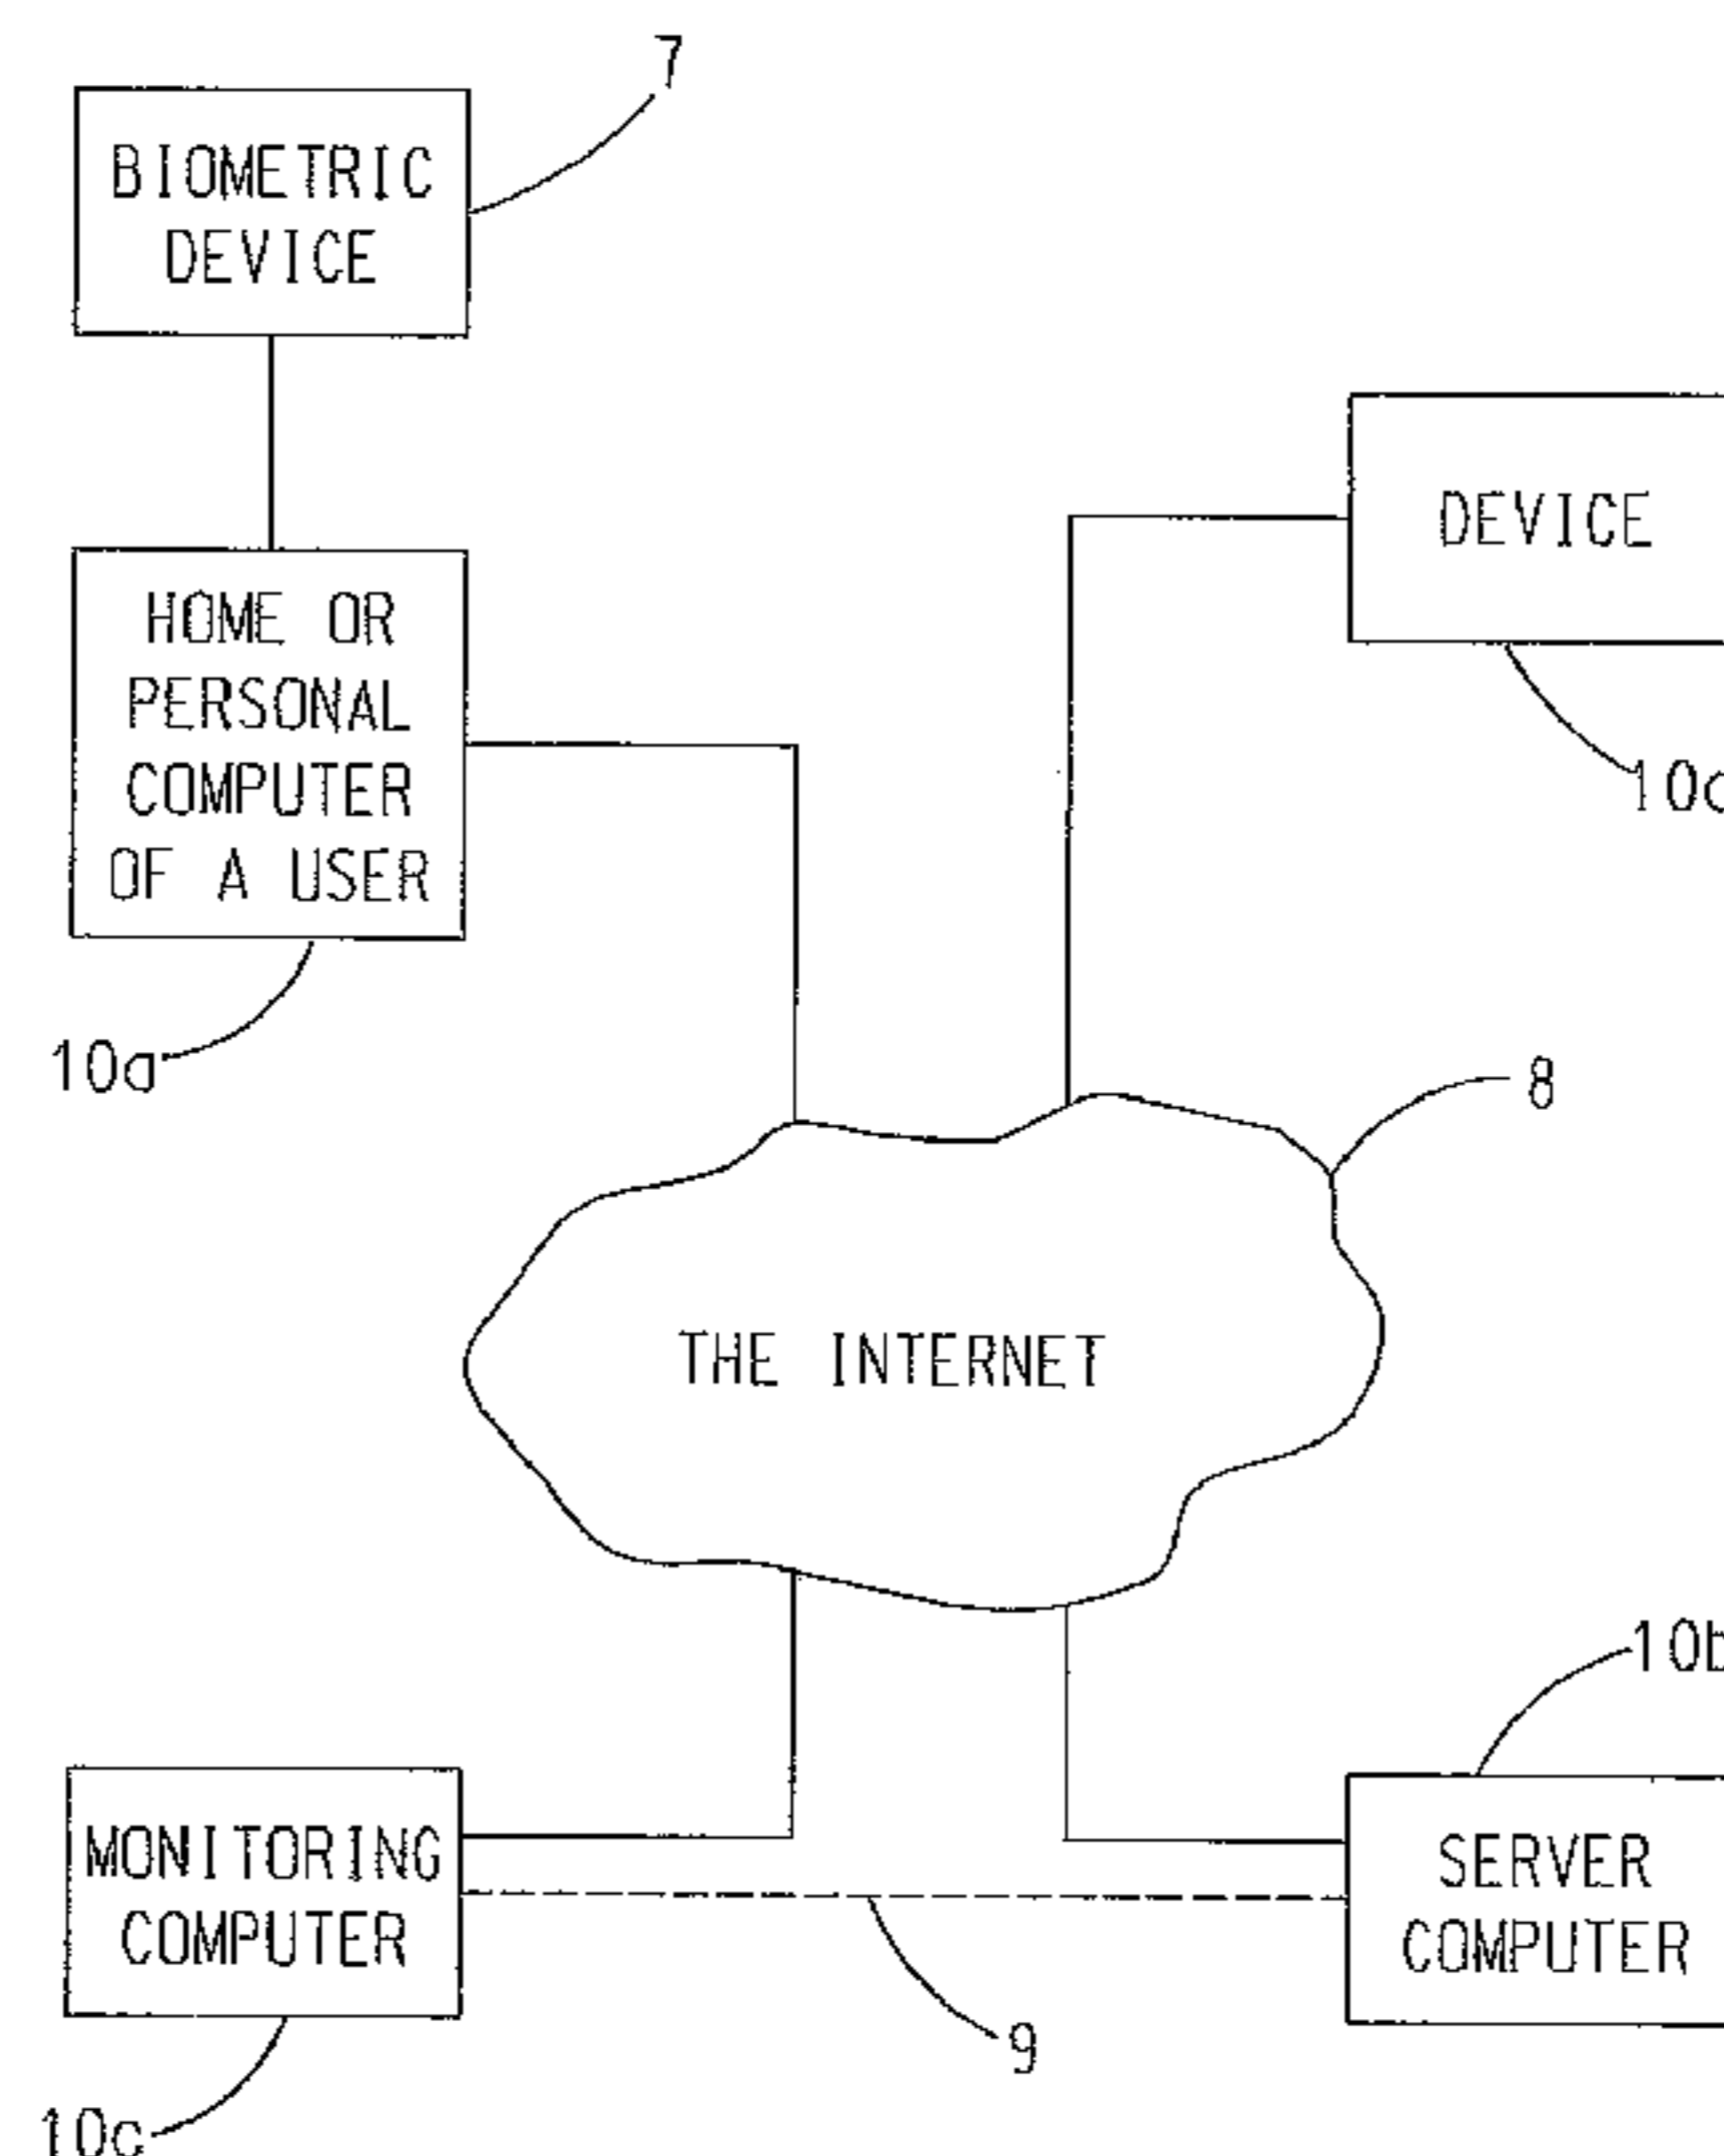 7
BIOMETRIC
DEVICE
DEVICE
HOME OR
PERSONAL
COMPUTER
OF A USER
10a
8
THE INTERNET
10b
MONITORING
COMPUTER
SERVER
COMPUTER
9
10c